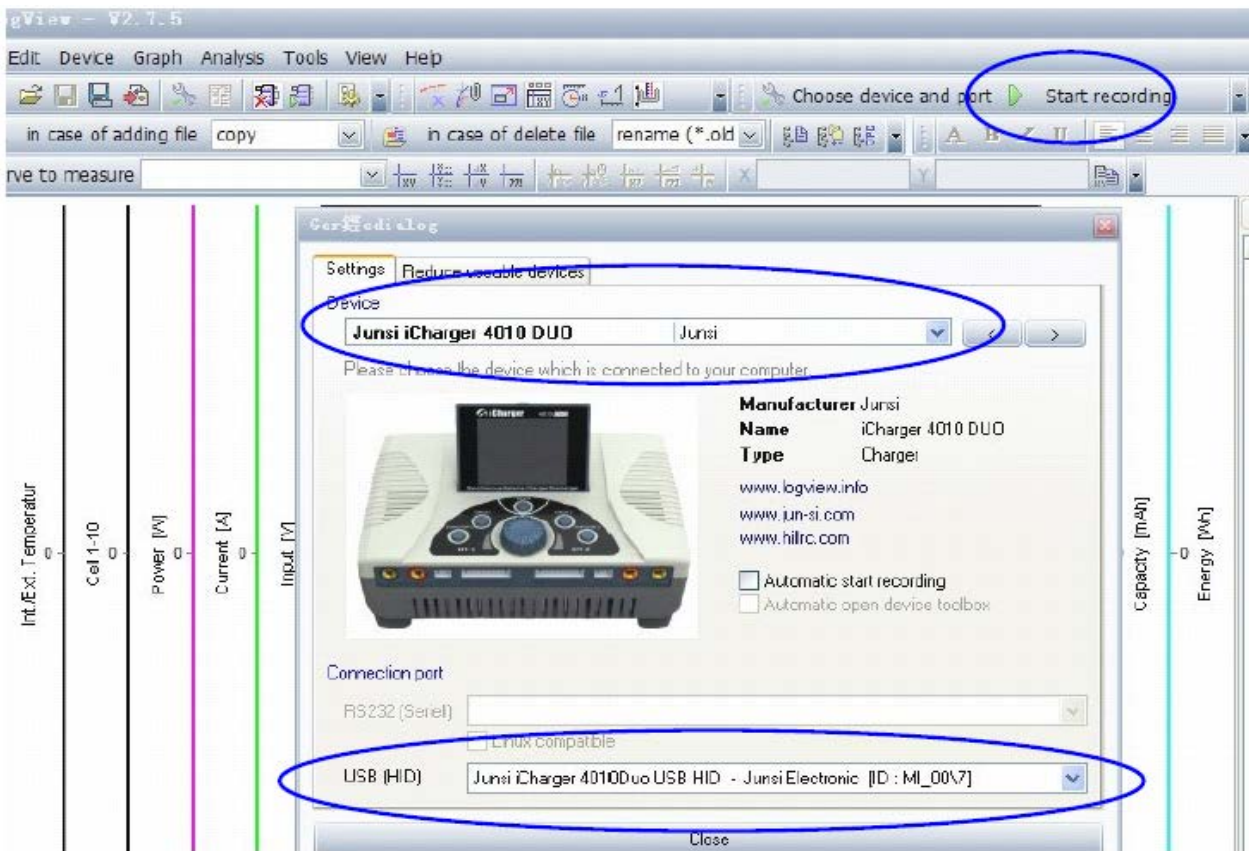 gView - V2.7.5
Edit Device Graph Analysis Tools View Help
Choose device and port Start recording
in case of adding file copy in case of delete file rename (*.old
A B I U
rve to measure X Y
Settings Reduce useable devices
Device
Junsi iCharger 4010 DUO Junsi
< >
Please choose the device which is connected to your computer
iCharger
Manufacturer Junsi
Name iCharger 4010 DUO
Type Charger
www.logview.info
www.jun-si.com
www.hillrc.com
Automatic start recording
Automatic open device toolbox
Int./Ext. Temperatur
0
Cell 1-10
0
Power [W]
0
Current [A]
0
Input [V]
Capacity [mAh]
0
Energy [Wh]
Connection port
RS232 (Seriell)
Linux compatible
USB (HID) Junsi iCharger 4010Duo USB HID - Junsi Electronic [ID : MI_00\7]
Close